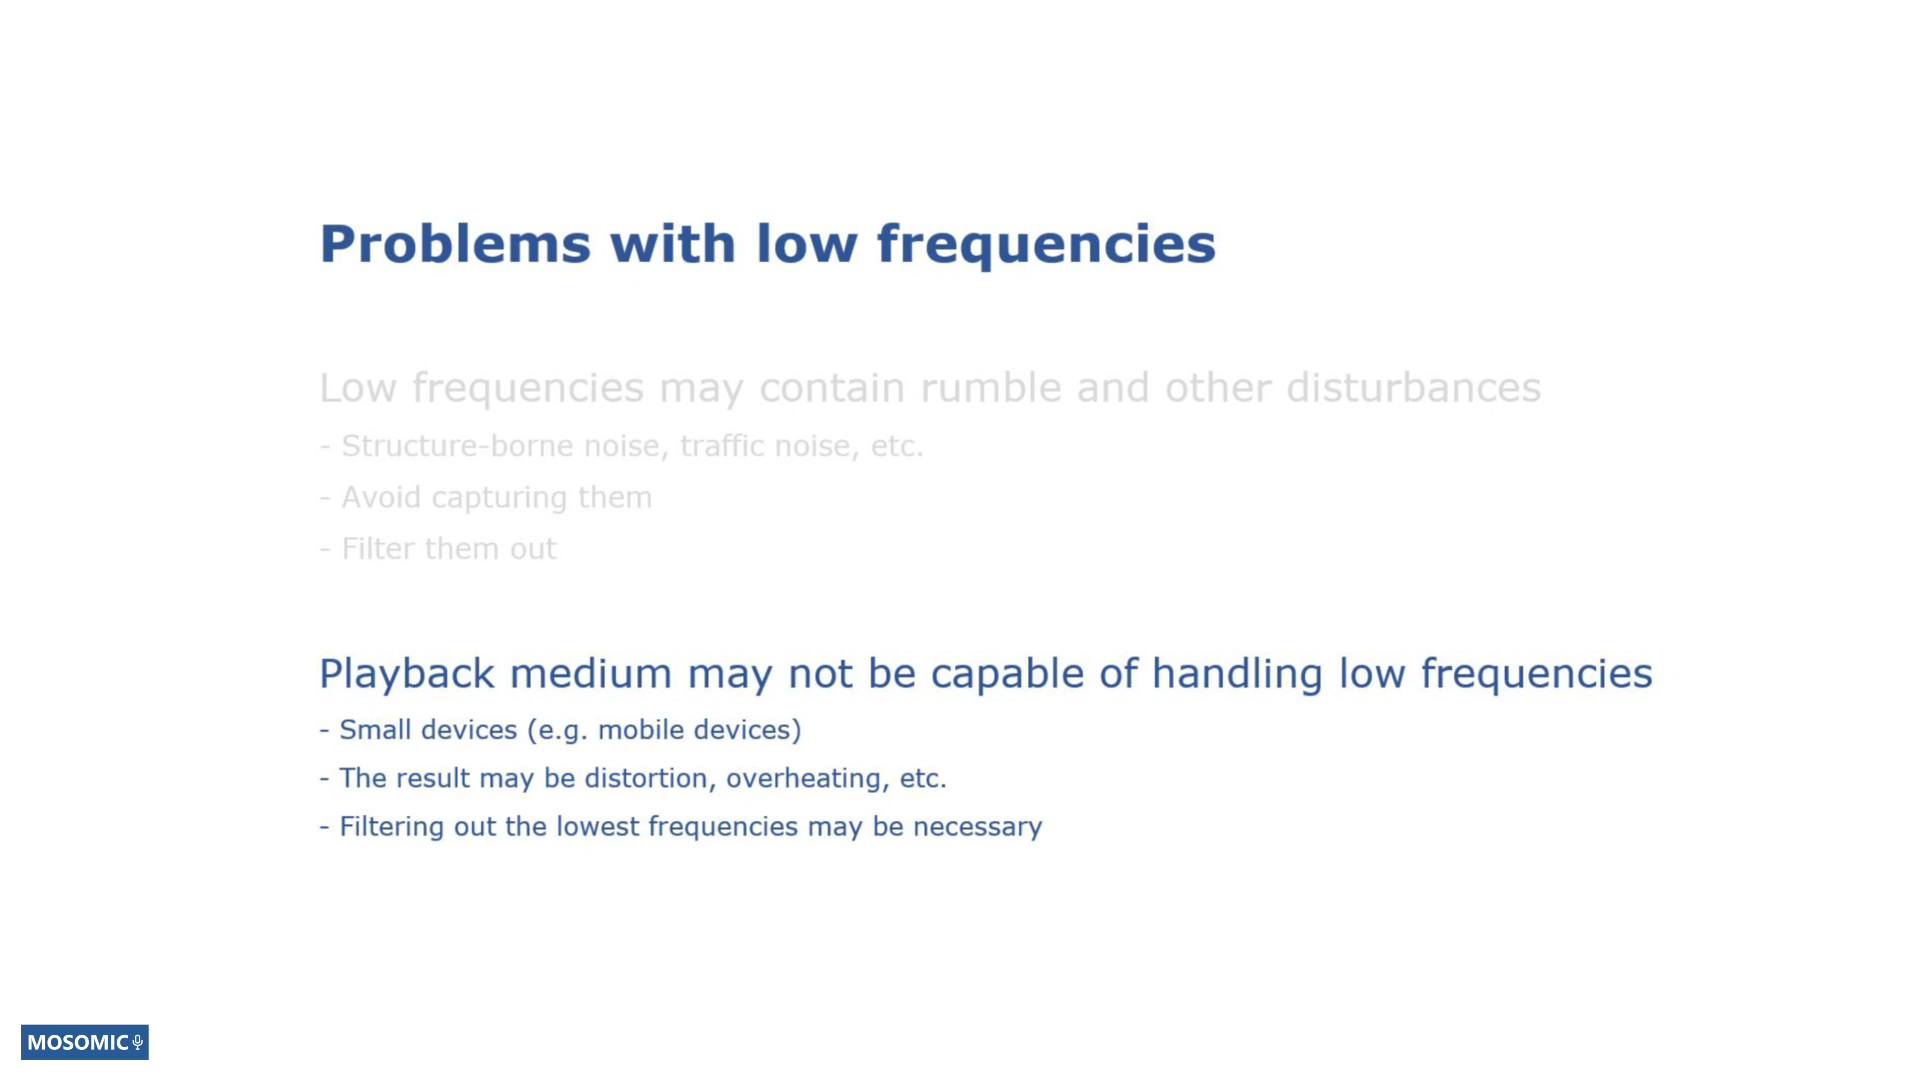 Problems with low frequencies
Low frequencies may contain rumble and other disturbances
- Structure-borne noise, traffic noise, etc.
- Avoid capturing them
- Filter them out
Playback medium may not be capable of handling low frequencies
- Small devices (e.g. mobile devices)
- The result may be distortion, overheating, etc.
- Filtering out the lowest frequencies may be necessary
MOSOMIC